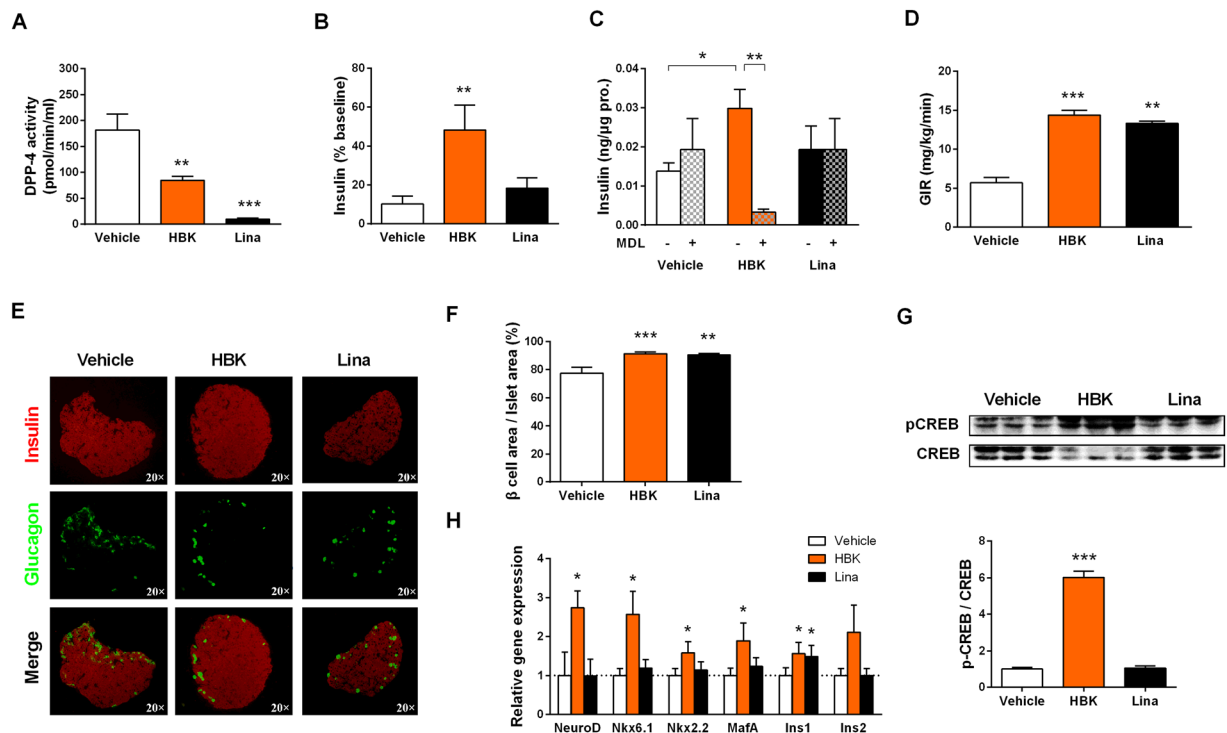 A
DPP-4 activity
(pmol/min/ml)
300
250
200
150
100
50
0
**
***
Vehicle HBK Lina
B
Insulin
(% baseline)
80
60
40
20
0
**
Vehicle HBK Lina
C
Insulin (ng/µg pro.)
0.04
0.03
0.02
0.01
0.00
*
**
MDL - + - + - +
Vehicle HBK Lina
D
GIR (mg/kg/min)
20
15
10
5
0
***
**
Vehicle HBK Lina
E
Vehicle HBK Lina
Insulin
20× 20× 20×
Glucagon
20× 20× 20×
Merge
20× 20× 20×
F
β cell area / Islet area (%)
100
80
60
40
20
0
***
**
Vehicle HBK Lina
G
Vehicle HBK Lina
pCREB
CREB
p-CREB / CREB
8
6
4
2
0
***
Vehicle HBK Lina
H
Relative gene expression
4
3
2
1
0
Vehicle
HBK
Lina
* * * * * *
NeuroD Nkx6.1 Nkx2.2 MafA Ins1 Ins2